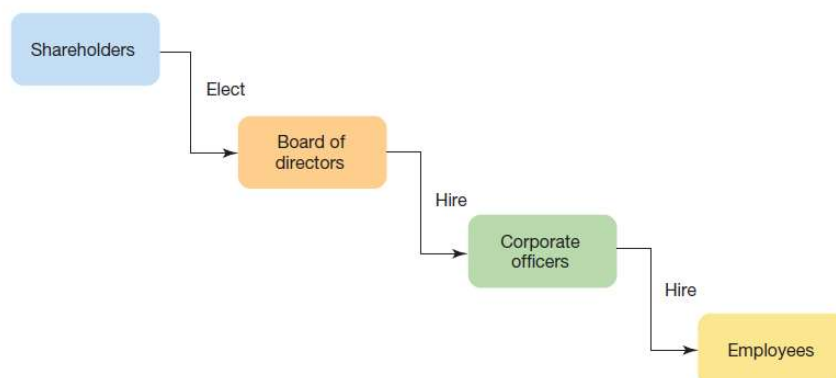 Shareholders
Elect
Board of
directors
Hire
Corporate
officers
Hire
Employees